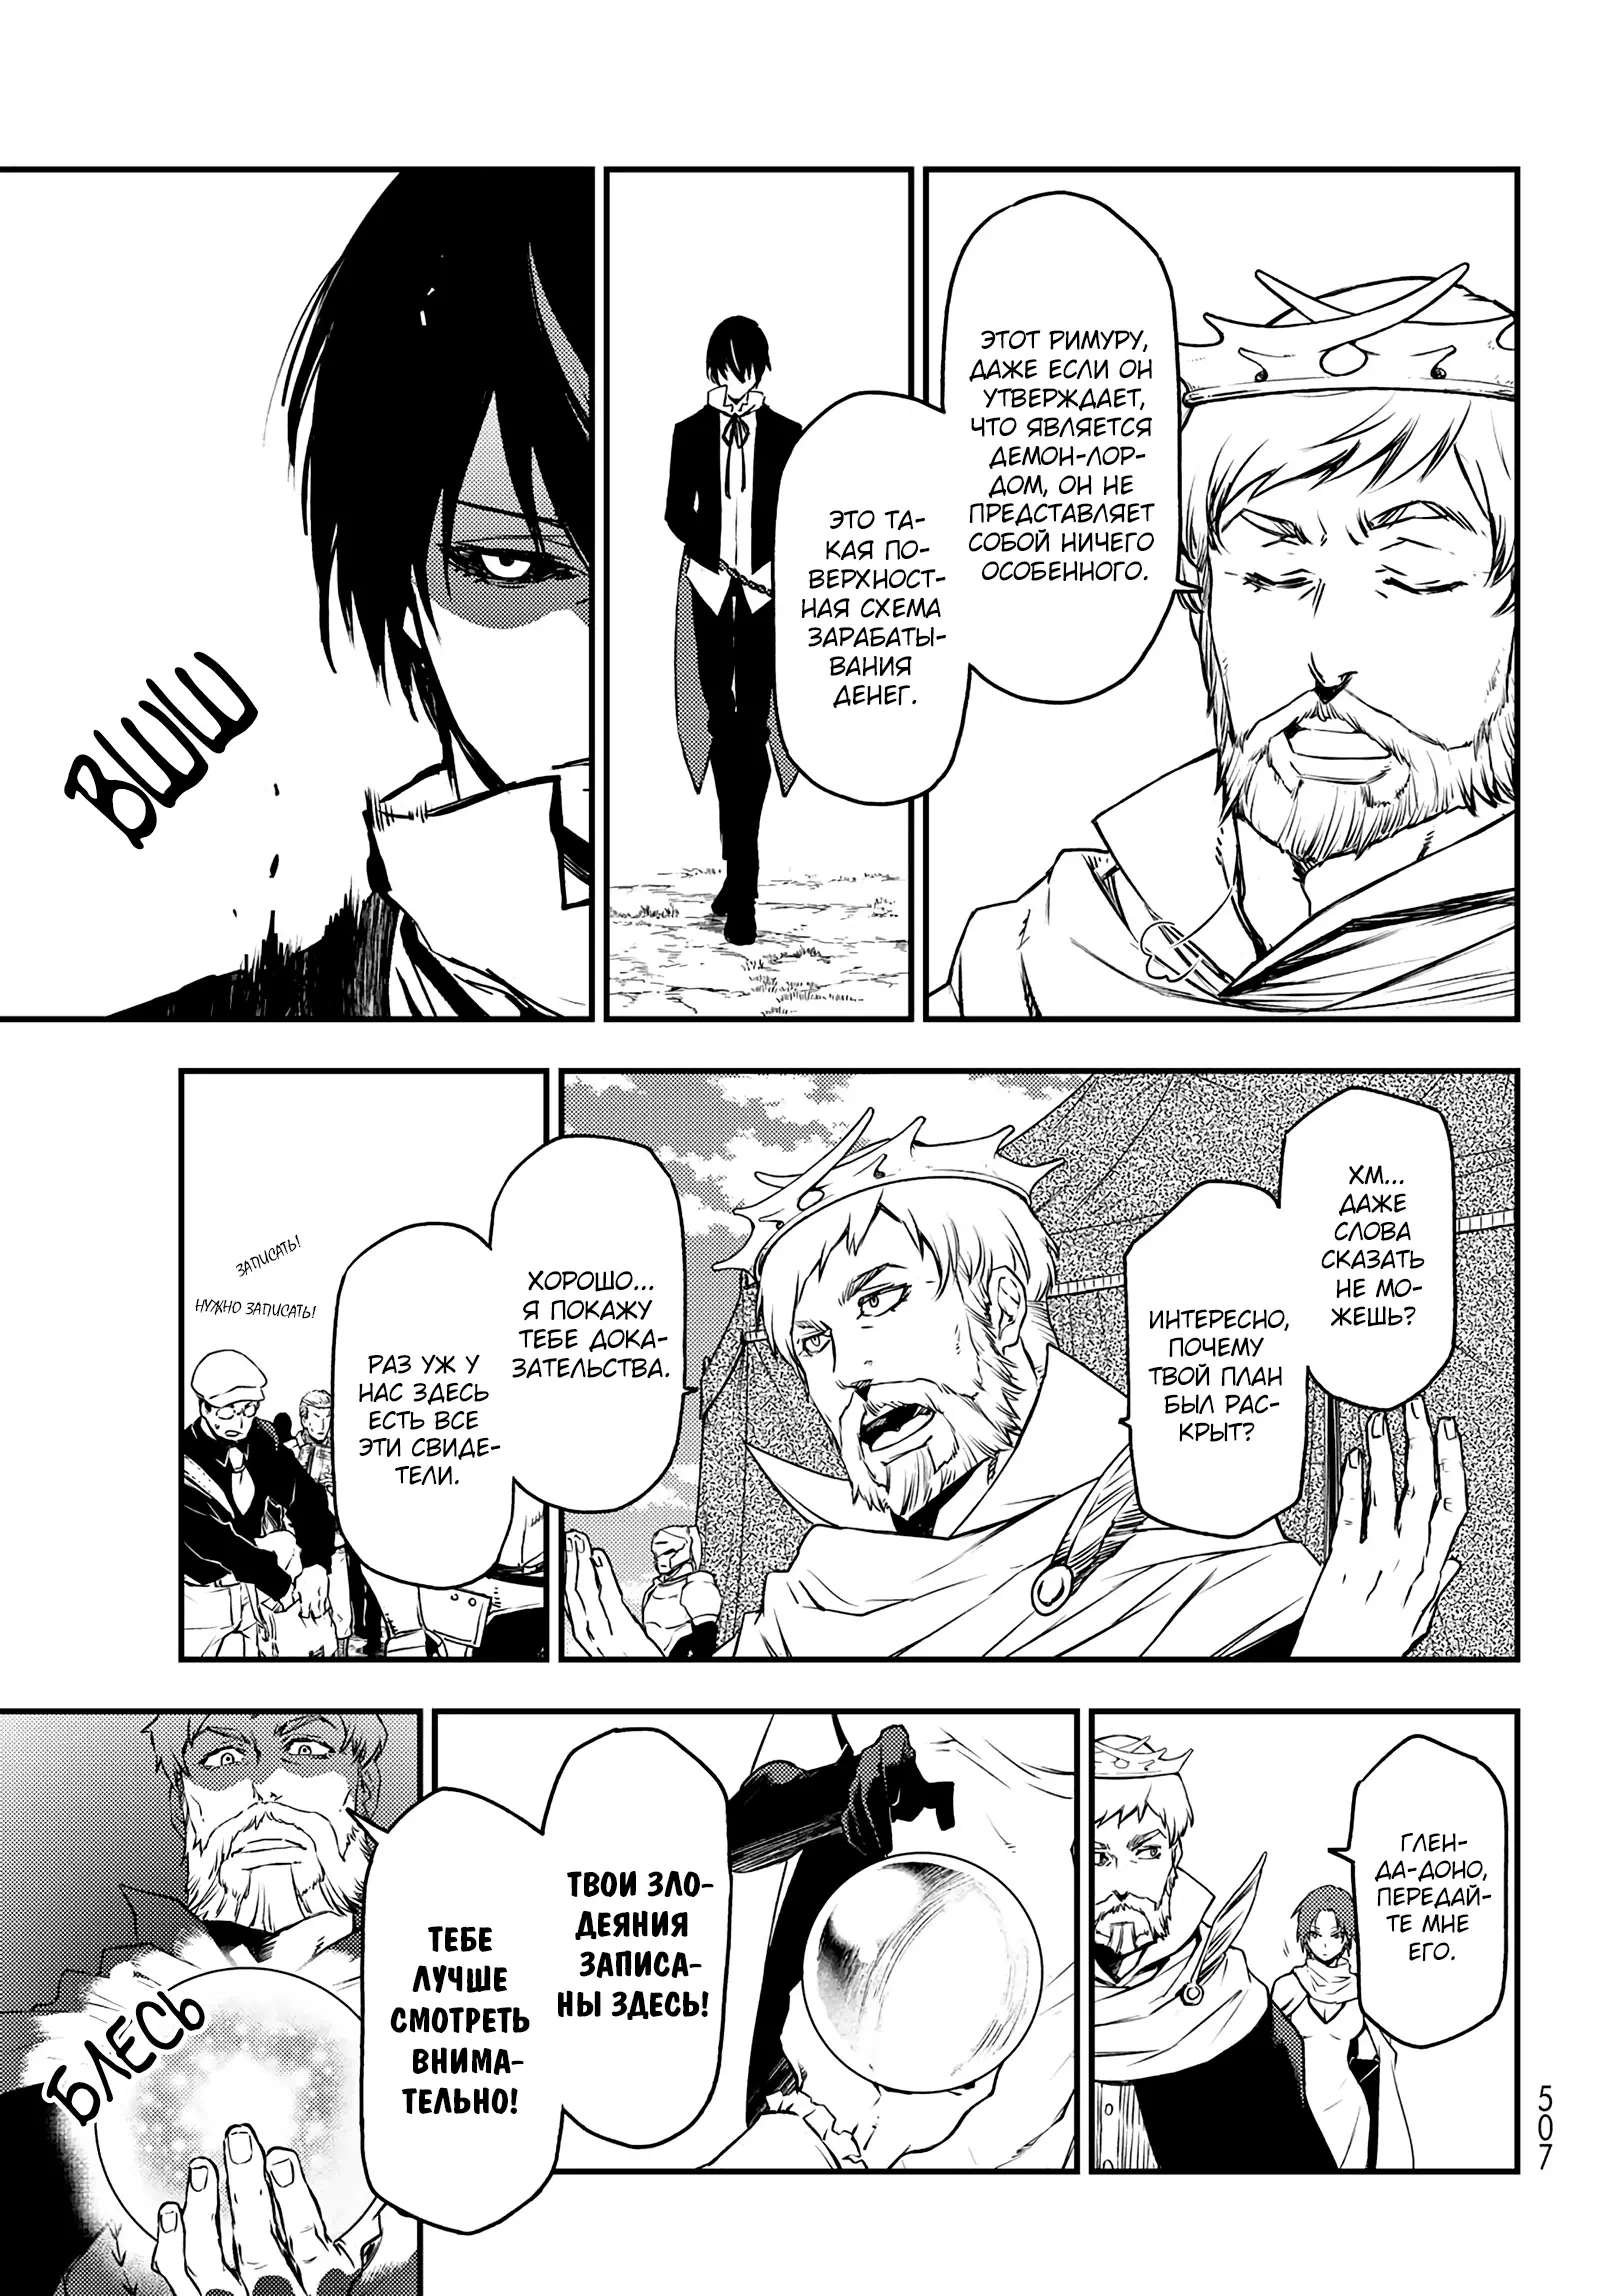 ЭТОТ РИМУРУ,
ДАЖЕ ЕСЛИ ОН
УТВЕРЖДАЕТ,
ЧТО ЯВЛЯЕТСЯ
ДЕМОН-ЛОР-
ДОМ, ОН НЕ
ПРЕДСТАВЛЯЕТ
СОБОЙ НИЧЕГО
ОСОБЕННОГО.
ЭТО ТА-
КАЯ ПО-
ВЕРХНОСТ-
НАЯ СХЕМА
ЗАРАБАТЫ-
ВАНИЯ
ДЕНЕГ.
ВШШ
ХМ...
ДАЖЕ
СЛОВА
СКАЗАТЬ
НЕ МО-
ЖЕШЬ?
ИНТЕРЕСНО,
ПОЧЕМУ
ТВОЙ ПЛАН
БЫЛ РАС-
КРЫТ?
ХОРОШО...
Я ПОКАЖУ
ТЕБЕ ДОКА-
ЗАТЕЛЬСТВА.
РАЗ УЖ У
НАС ЗДЕСЬ
ЕСТЬ ВСЕ
ЭТИ СВИДЕ-
ТЕЛИ.
ЗАПИСАТЬ!
НУЖНО ЗАПИСАТЬ!
ГЛЕН-
ДА-ДОНО,
ПЕРЕДАЙ-
ТЕ МНЕ
ЕГО.
ТВОИ ЗЛО-
ДЕЯНИЯ
ЗАПИСА-
НЫ ЗДЕСЬ!
ТЕБЕ
ЛУЧШЕ
СМОТРЕТЬ
ВНИМА-
ТЕЛЬНО!
БЛЕСЬ
507